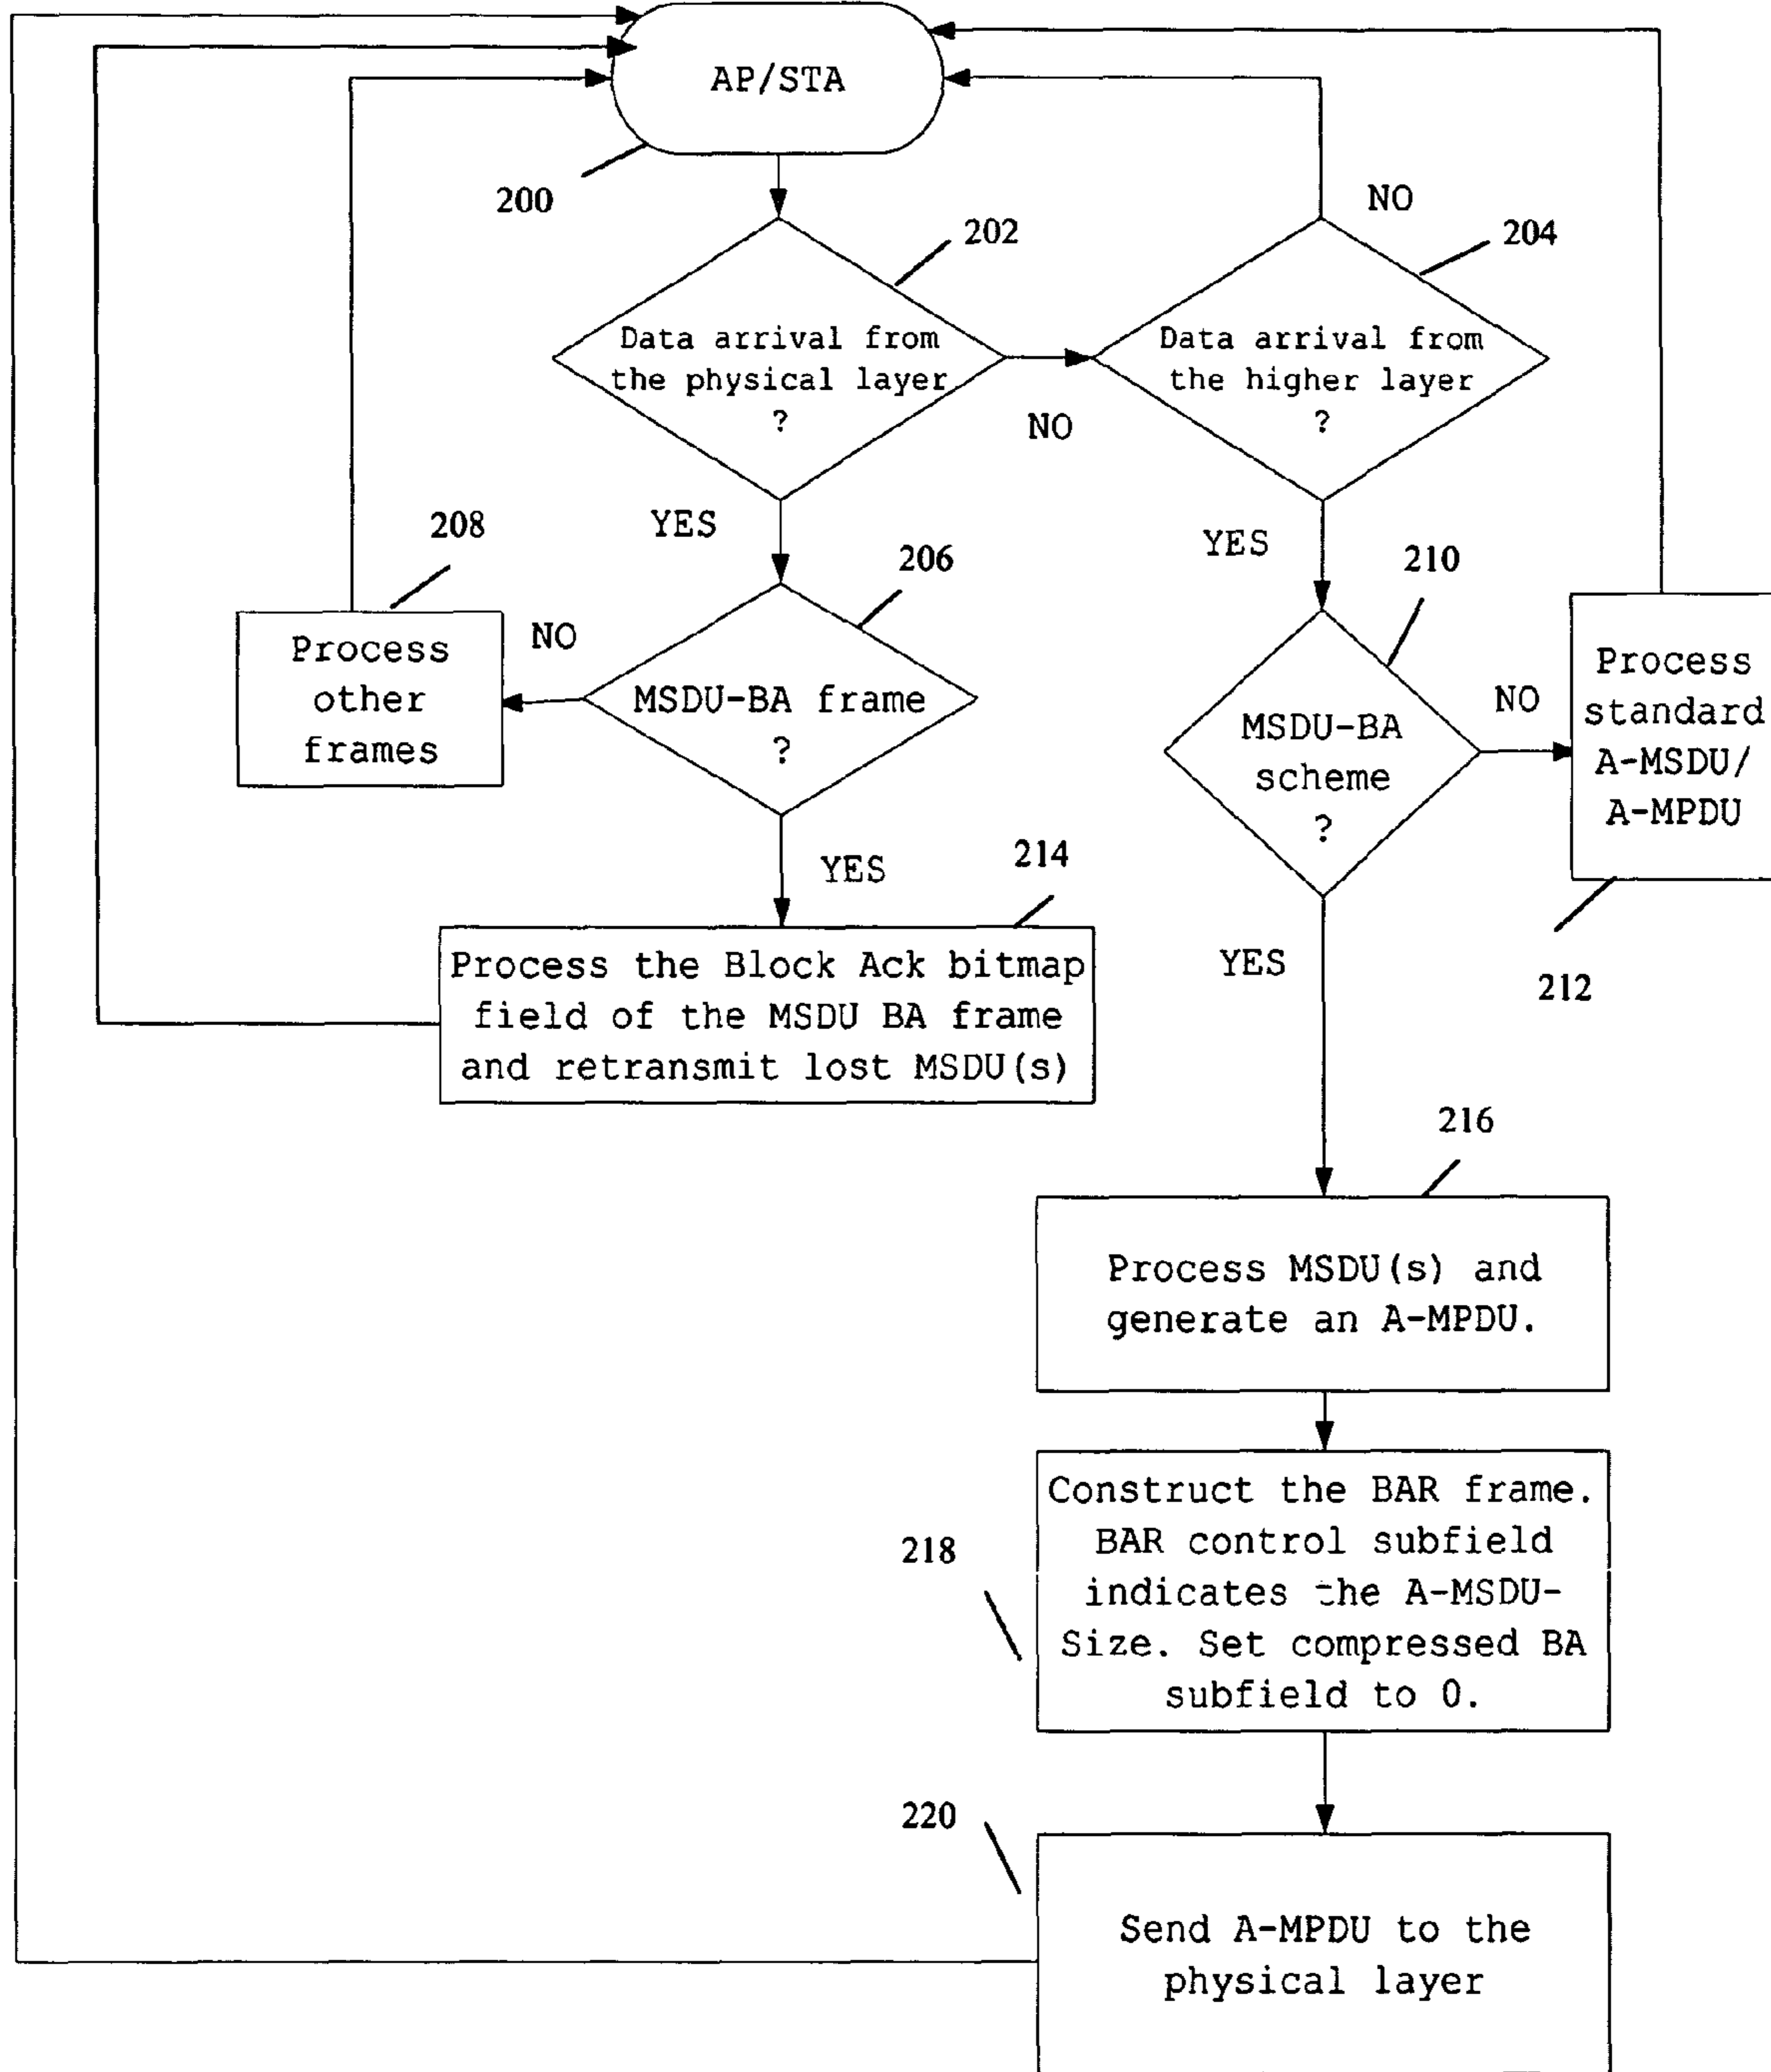 AP/STA
200
NO
202
204
Data arrival from
the physical layer
?
Data arrival from
the higher layer
?
NO
208
YES
YES
206
210
Process
other
frames
NO
MSDU-BA frame
?
MSDU-BA
scheme
?
NO
Process
standard
A-MSDU/
A-MPDU
YES
214
Process the Block Ack bitmap
field of the MSDU BA frame
and retransmit lost MSDU(s)
YES
212
216
Process MSDU(s) and
generate an A-MPDU.
218
Construct the BAR frame.
BAR control subfield
indicates the A-MSDU-
Size. Set compressed BA
subfield to 0.
220
Send A-MPDU to the
physical layer